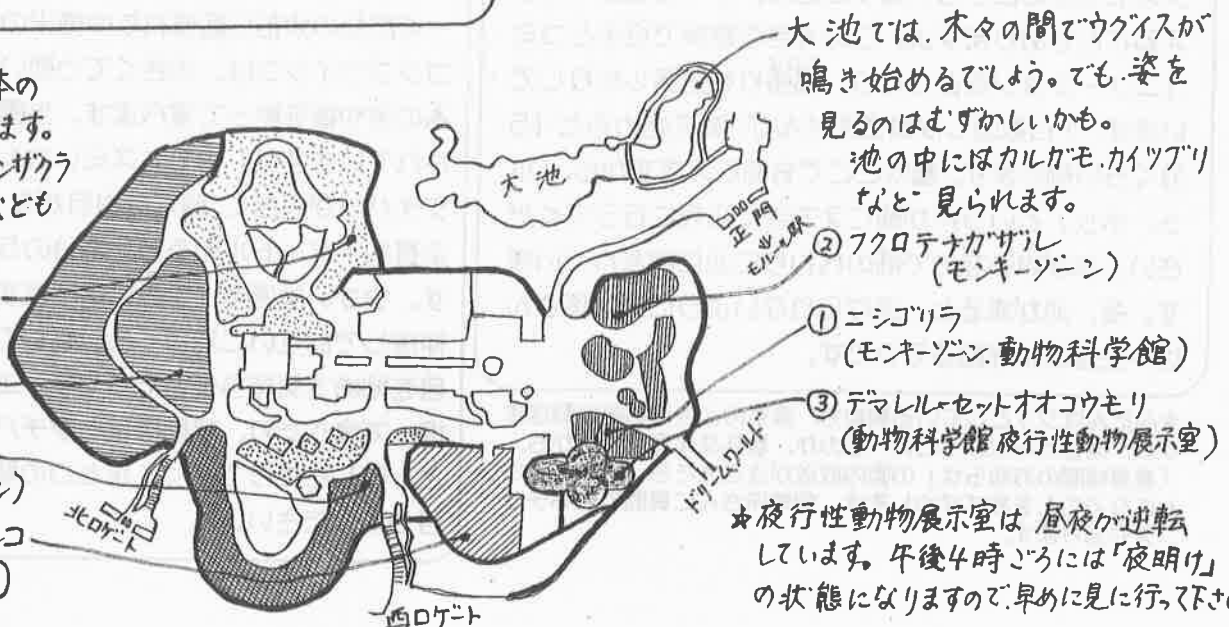 本の
ます。
サクラ
なども
ル)
コ
大池では、木々の間でウグイスが
鳴き始めるでしょう。でも、姿を
見るのはむずかしいかも。
池の中にはカルガモ、カイツブリ
など、見られます。
② フクロテナガザル
(モンキーゾーン)
① ニシゴリラ
(モンキーゾーン、動物科学館)
③ デマレルーセットオオコウモリ
(動物科学館 夜行性動物展示室)
*夜行性動物展示室は昼夜が逆転
しています。午後4時ごろには「夜明け」
の状態になりますので、早めに見に行って下さ
大池
正門
モノレール駅
ドリームワールド
北口ゲート
西口ゲート